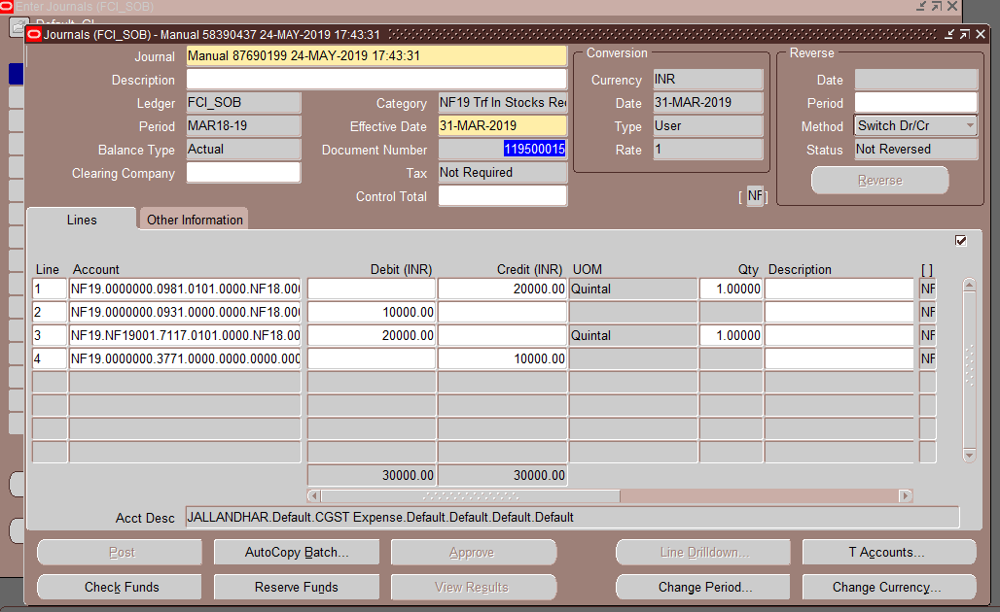 Enter Journals (FCI_SOB)
Journals (FCI_SOB) - Manual 58390437 24-MAY-2019 17:43:31
Journal Manual 87690199 24-MAY-2019 17:43:31
Description
Ledger FCI_SOB Category NF19 Trf In Stocks Rec
Period MAR18-19 Effective Date 31-MAR-2019
Balance Type Actual Document Number 119500015
Clearing Company Tax Not Required
Control Total
Conversion
Currency INR
Date 31-MAR-2019
Type User
Rate 1
[ NF ]
Reverse
Date
Period
Method Switch Dr/Cr
Status Not Reversed
Reverse
Lines Other Information
Line Account Debit (INR) Credit (INR) UOM Qty Description [ ]
1 NF19.0000000.0981.0101.0000.NF18.00 20000.00 Quintal 1.00000 NF
2 NF19.0000000.0931.0000.0000.NF18.00 10000.00 NF
3 NF19.NF19001.7117.0101.0000.NF18.00 20000.00 Quintal 1.00000 NF
4 NF19.0000000.3771.0000.0000.0000.000 10000.00 NF
30000.00 30000.00
Acct Desc JALLANDHAR.Default.CGST Expense.Default.Default.Default.Default
Post AutoCopy Batch... Approve Line Drilldown... T Accounts...
Check Funds Reserve Funds View Results Change Period... Change Currency...